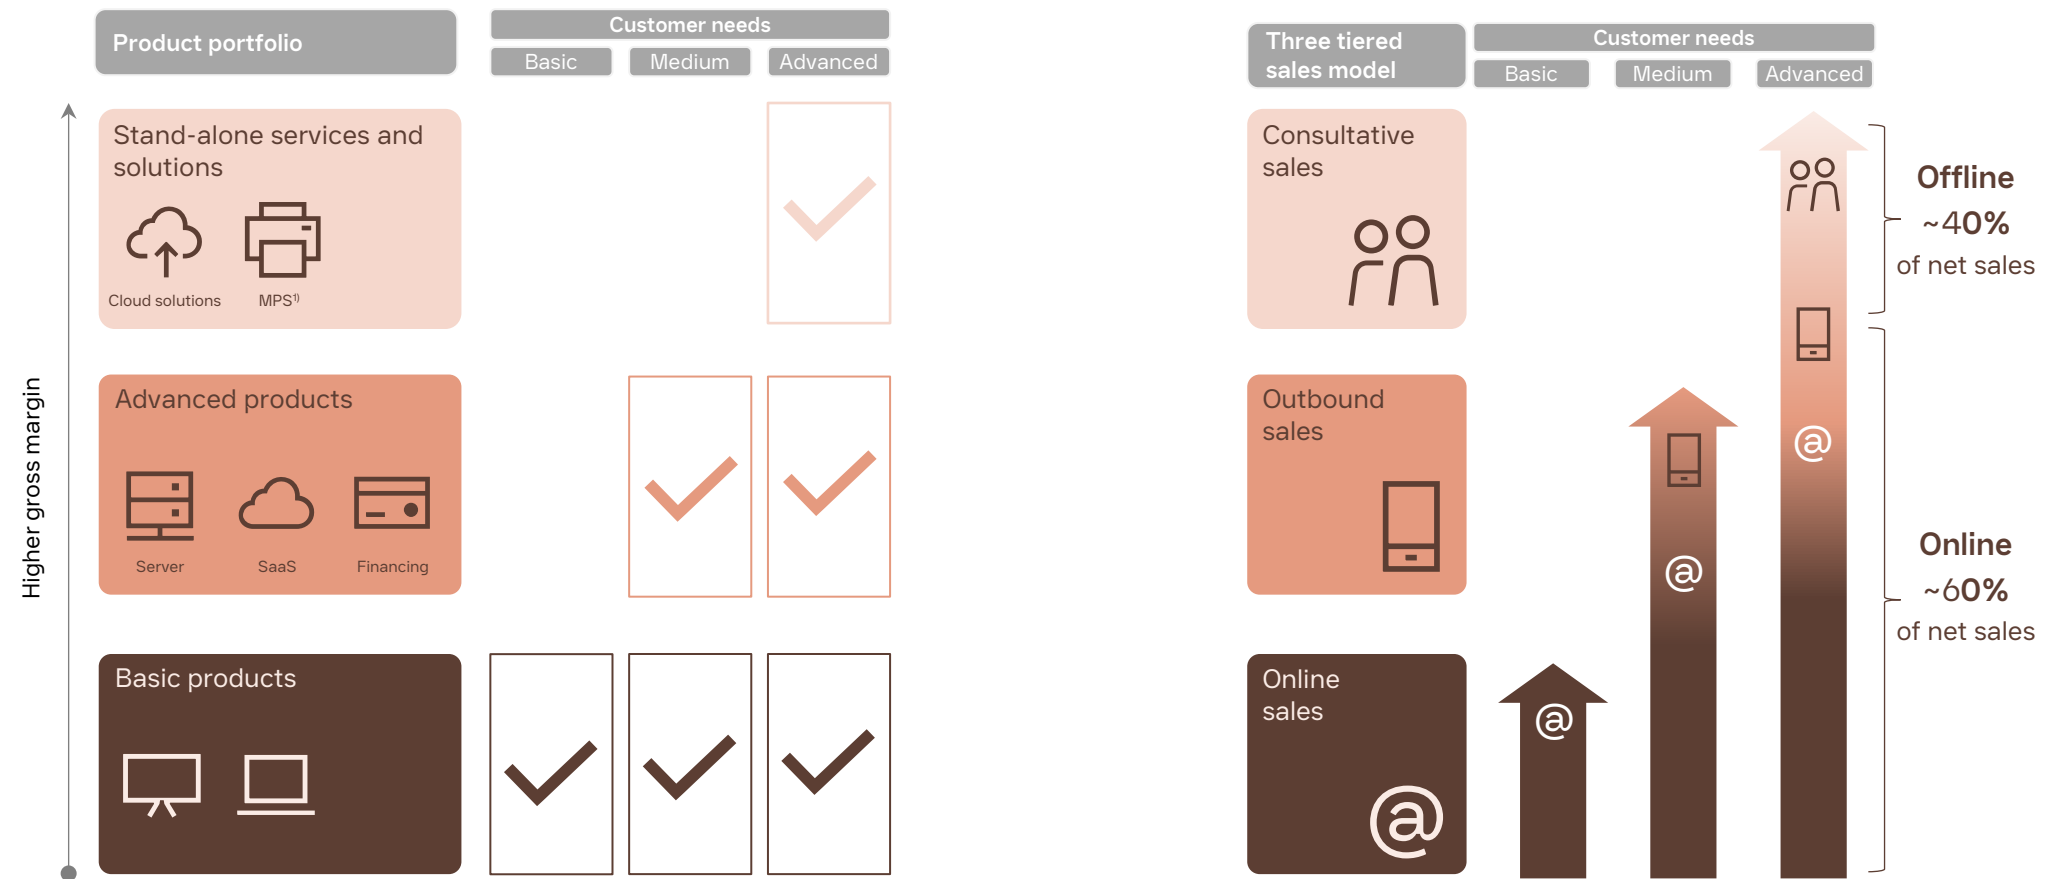 Product portfolio
Customer needs
Basic
Medium
Advanced
Higher gross margin
Stand-alone services and
solutions
Cloud solutions
MPS¹⁾
Advanced products
Server
SaaS
Financing
Basic products
Three tiered
sales model
Customer needs
Basic
Medium
Advanced
Consultative
sales
Outbound
sales
@
@
Online
sales
@
@
Offline
~40%
of net sales
Online
~60%
of net sales